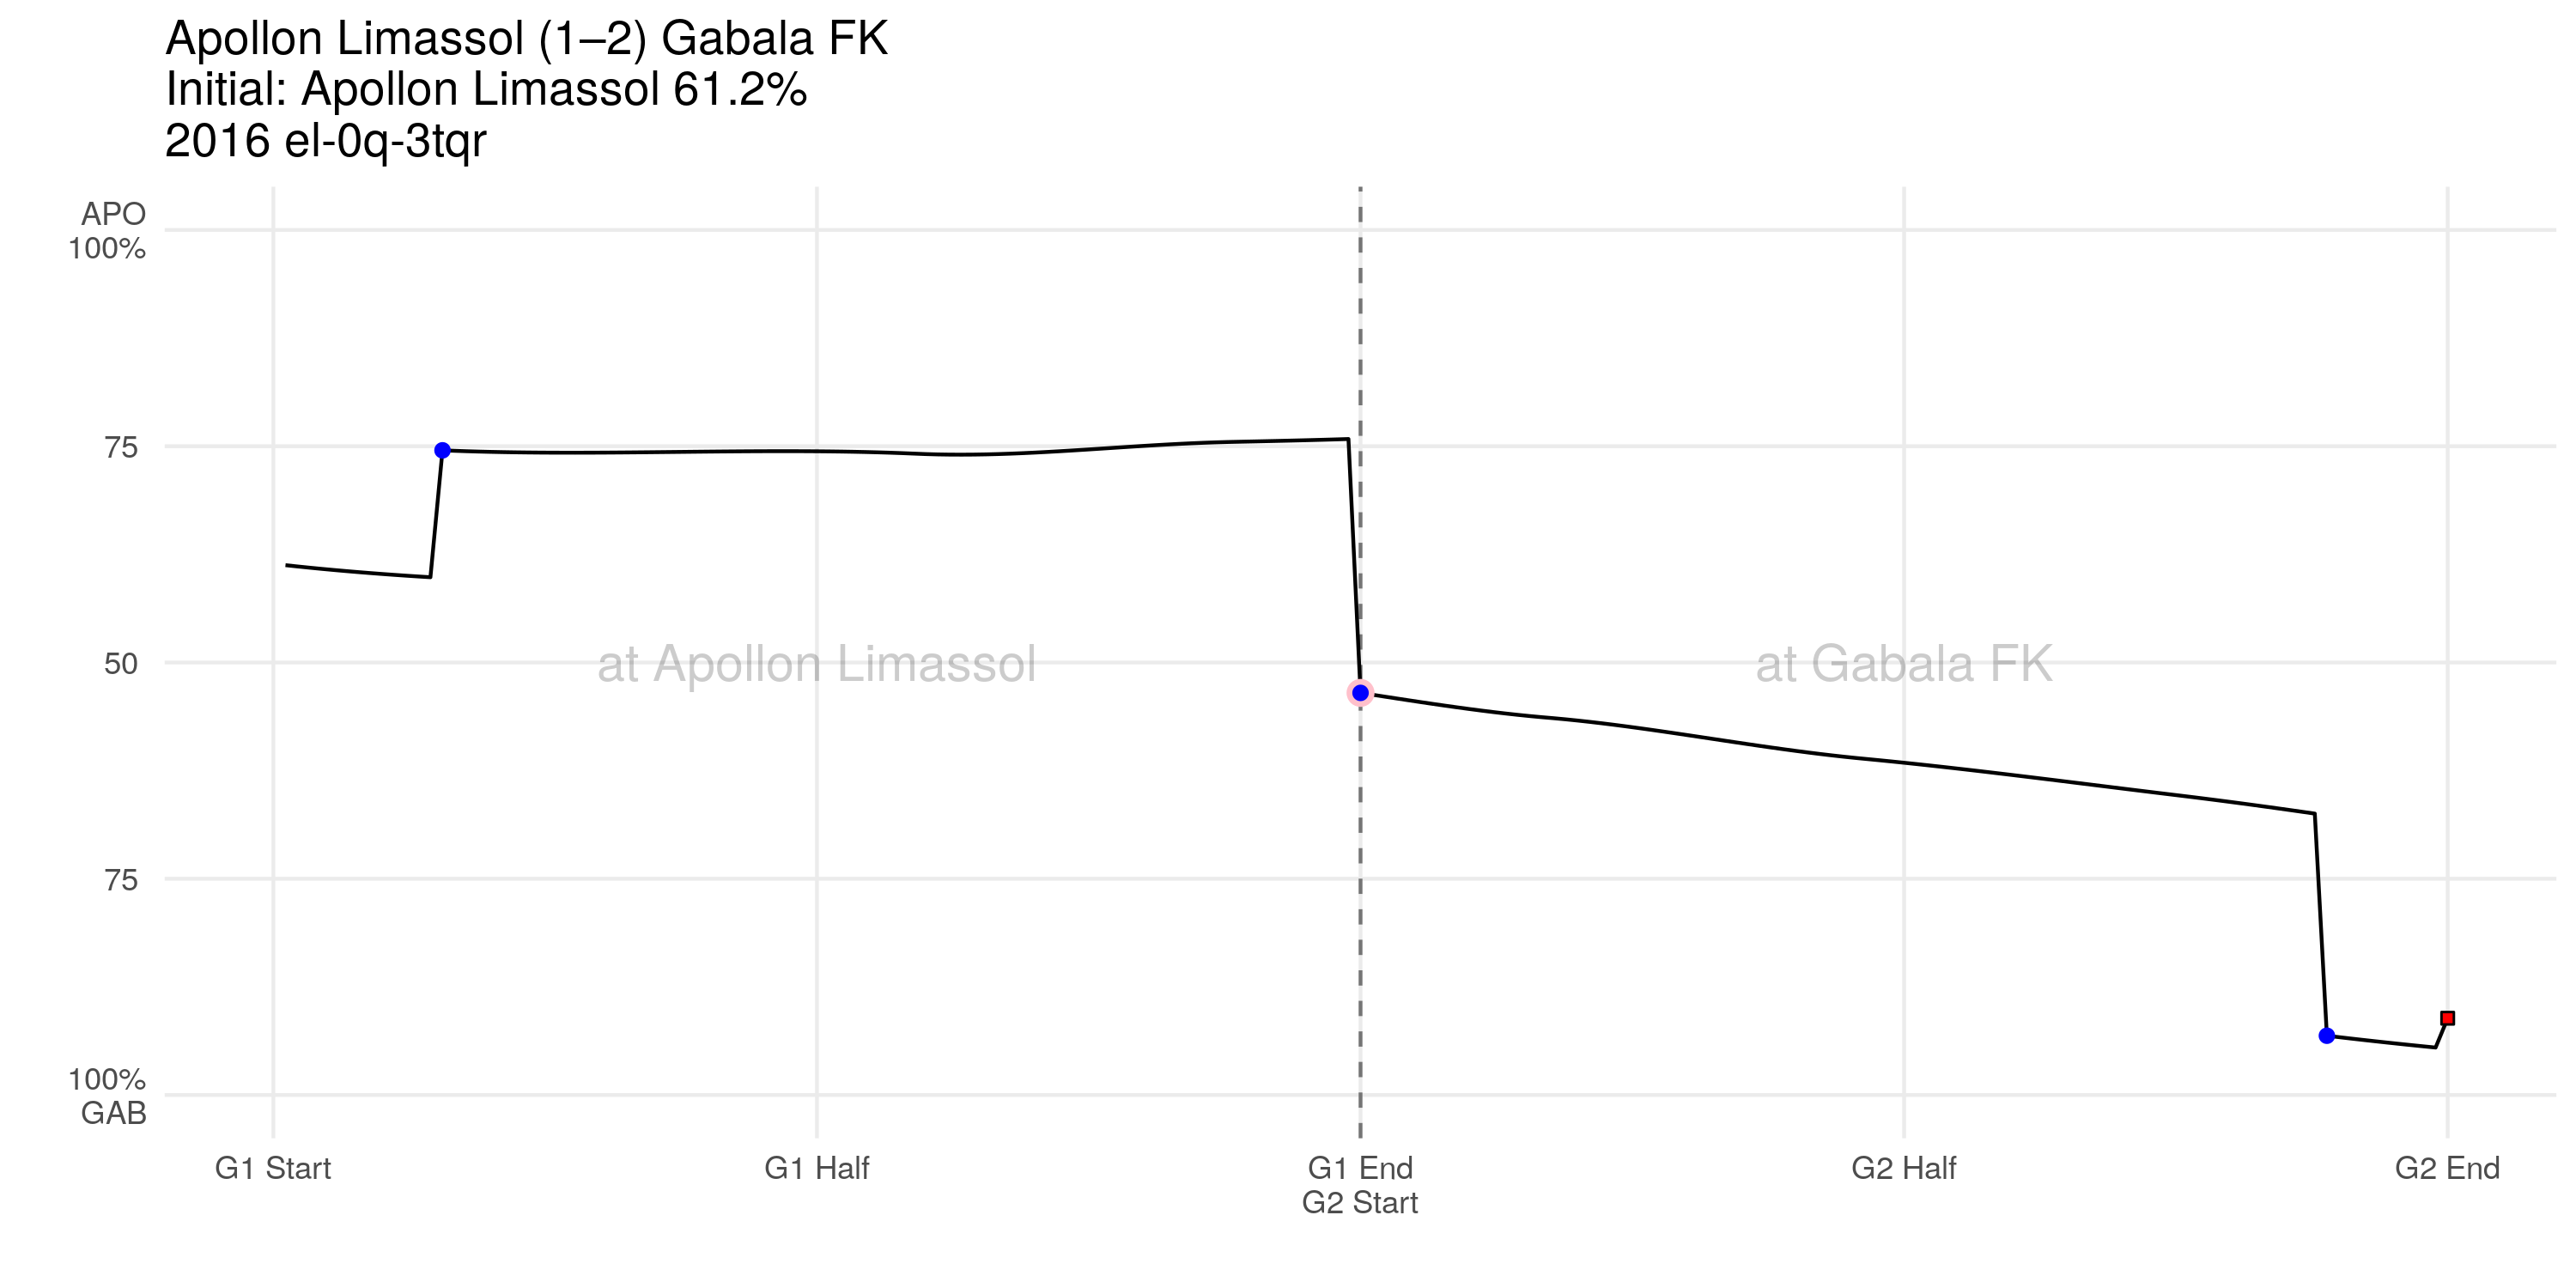 Apollon Limassol (1–2) Gabala FK
Initial: Apollon Limassol 61.2%
2016 el-0q-3tqr
APO
100%
75
50
75
100%
GAB
at Apollon Limassol
at Gabala FK
G1 Start
G1 Half
G1 End
G2 Start
G2 Half
G2 End